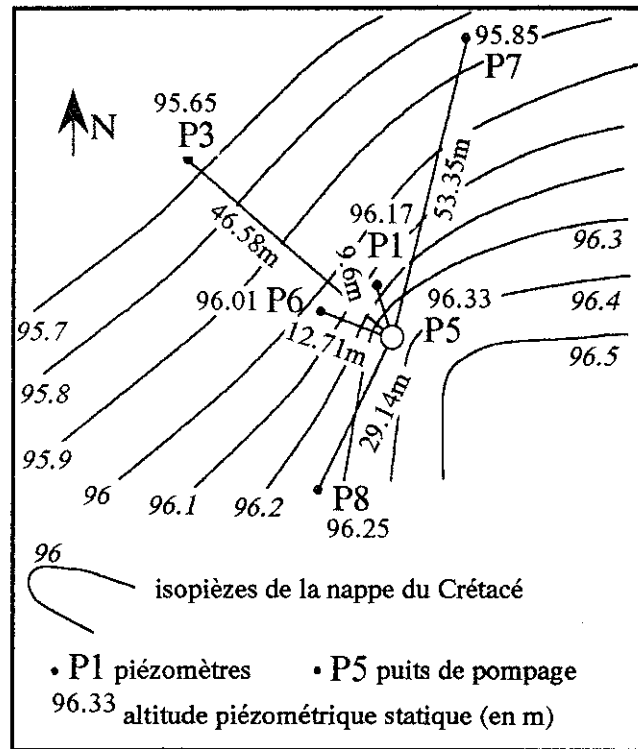 95.85
P7
95.65
P3
N
53.35m
46.58m
96.17
P1
9.6m
96.3
96.01 P6
96.33
96.4
12.71m
P5
95.7
96.5
29.14m
95.8
95.9
96
96.1
96.2
P8
96.25
96
isopièzes de la nappe du Crétacé
• P1 piézomètres
• P5 puits de pompage
96.33 altitude piézométrique statique (en m)